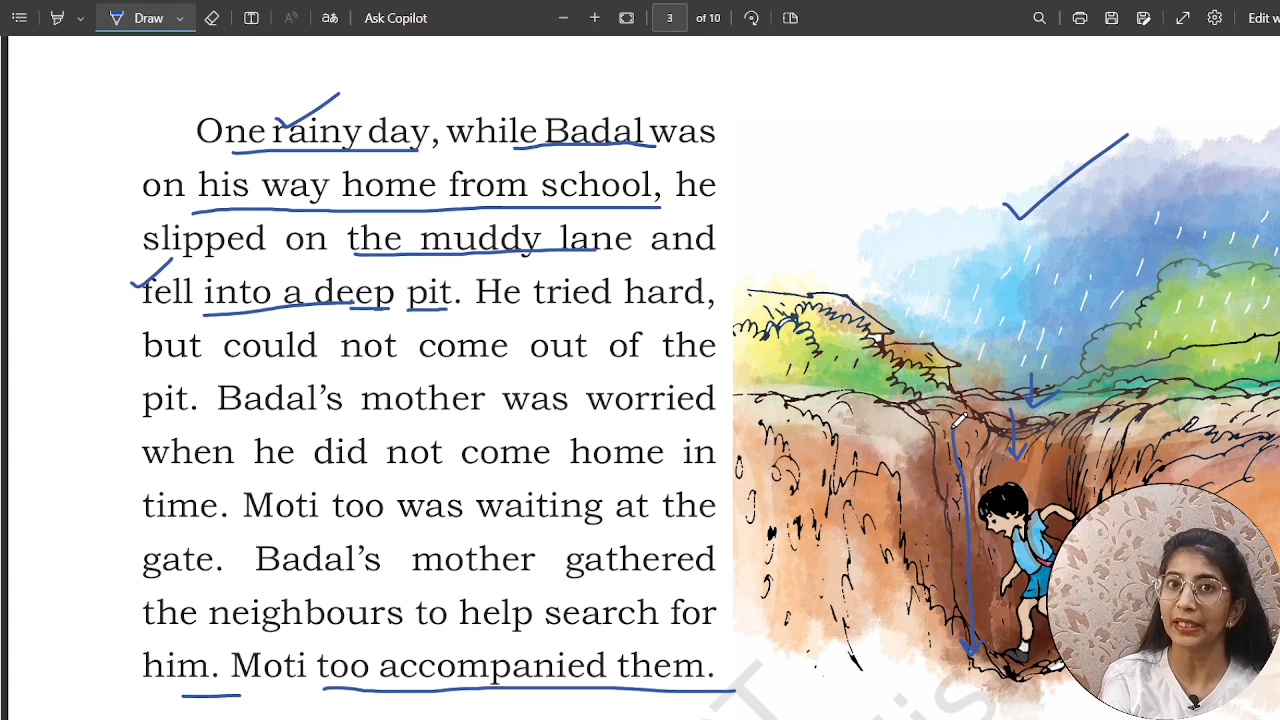 Draw
aあ
Ask Copilot
3
of 10
Edit w
One rainy day, while Badal was
on his way home from school, he
slipped on the muddy lane and
fell into a deep pit. He tried hard,
but could not come out of the
pit. Badal’s mother was worried
when he did not come home in
time. Moti too was waiting at the
gate. Badal’s mother gathered
the neighbours to help search for
him. Moti too accompanied them.